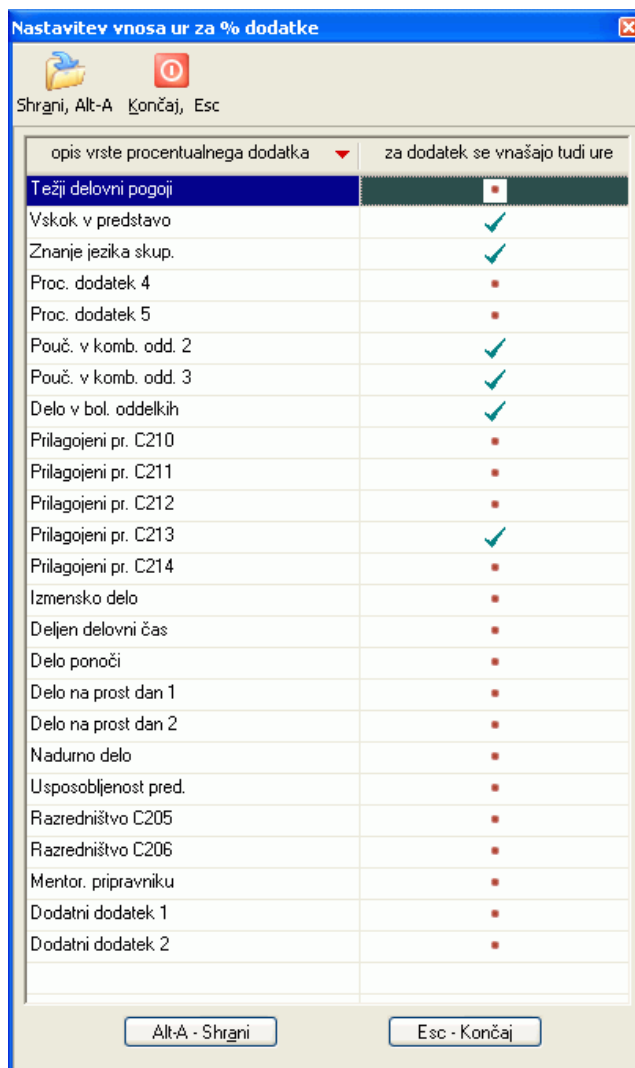 Nastavitev vnosa ur za % dodatke
Shrani, Alt-A Končaj, Esc
opis vrste procentualnega dodatka za dodatek se vnašajo tudi ure
Težji delovni pogoji
Vskok v predstavo
Znanje jezika skup.
Proc. dodatek 4
Proc. dodatek 5
Pouč. v komb. odd. 2
Pouč. v komb. odd. 3
Delo v bol. oddelkih
Prilagojeni pr. C210
Prilagojeni pr. C211
Prilagojeni pr. C212
Prilagojeni pr. C213
Prilagojeni pr. C214
Izmensko delo
Deljen delovni čas
Delo ponoči
Delo na prost dan 1
Delo na prost dan 2
Nadurno delo
Usposobljenost pred.
Razredništvo C205
Razredništvo C206
Mentor. pripravniku
Dodatni dodatek 1
Dodatni dodatek 2
Alt-A - Shrani Esc - Končaj